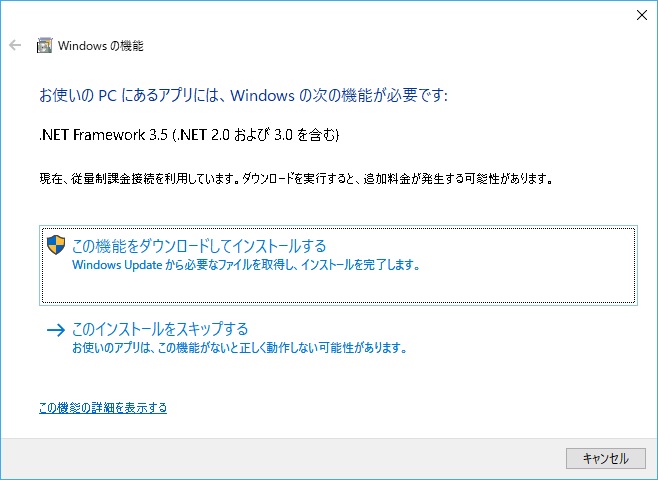 Windows の機能
お使いの PC にあるアプリには、Windows の次の機能が必要です:
.NET Framework 3.5 (.NET 2.0 および 3.0 を含む)
現在、従量制課金接続を利用しています。ダウンロードを実行すると、追加料金が発生する可能性があります。
この機能をダウンロードしてインストールする
Windows Update から必要なファイルを取得し、インストールを完了します。
このインストールをスキップする
お使いのアプリは、この機能がないと正しく動作しない可能性があります。
この機能の詳細を表示する
キャンセル